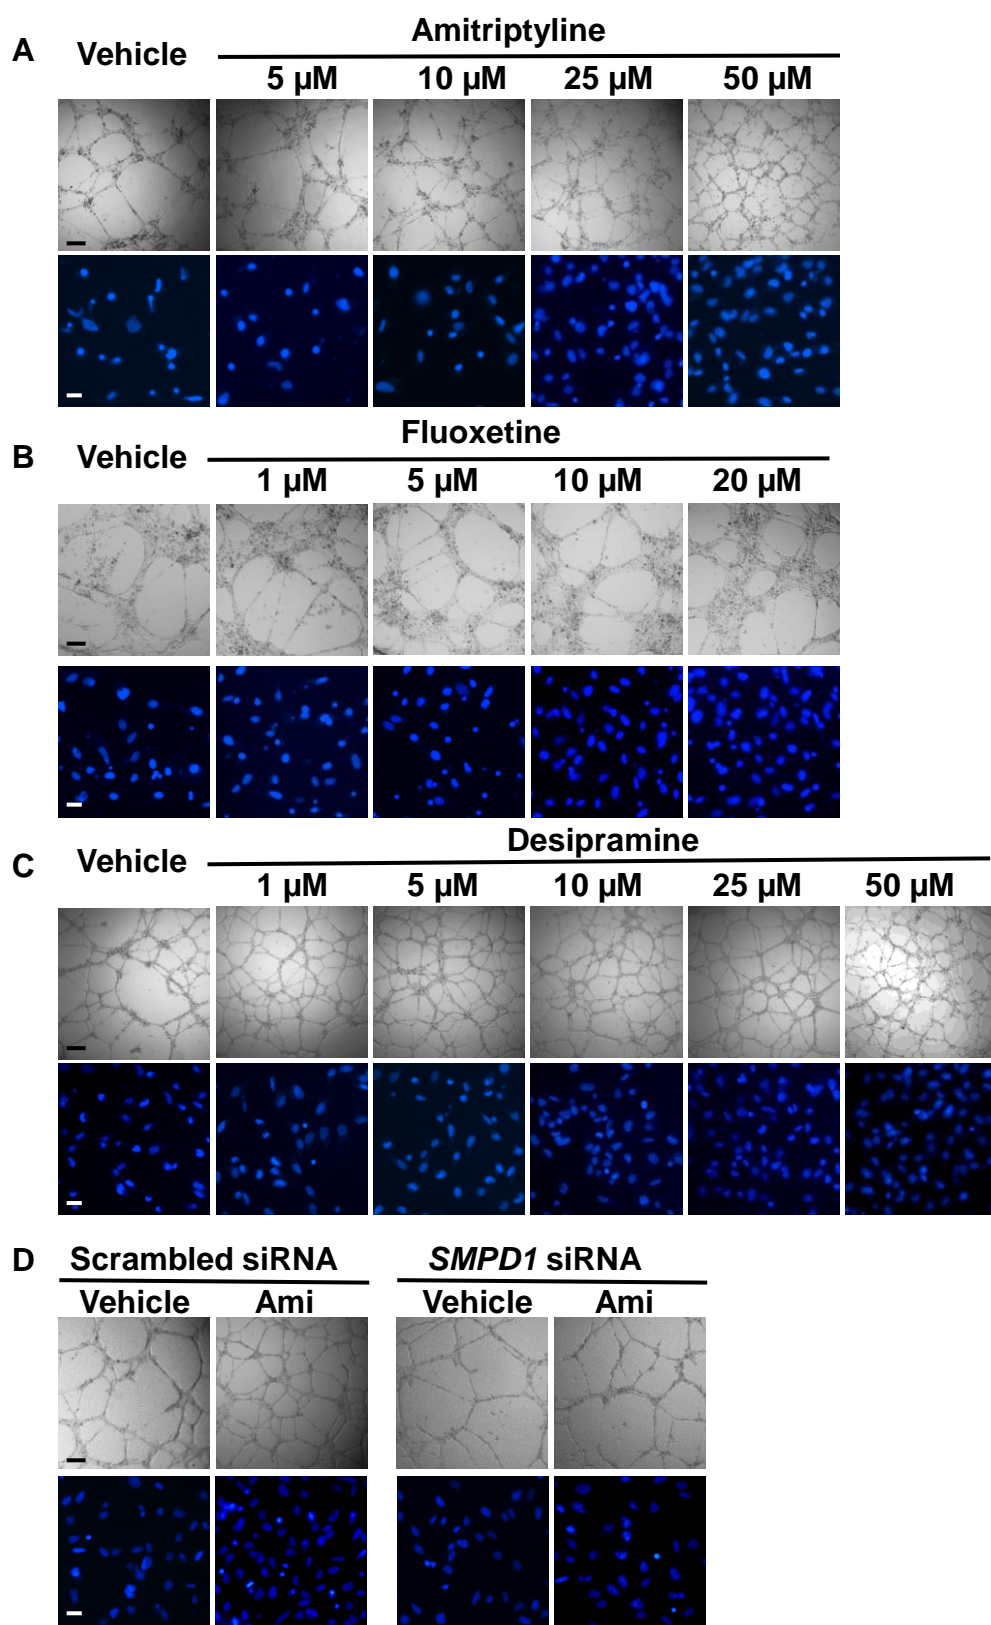 A
Vehicle
Amitriptyline
5 µM 10 µM 25 µM 50 µM
B
Vehicle
Fluoxetine
1 µM 5 µM 10 µM 20 µM
C
Vehicle
Desipramine
1 µM 5 µM 10 µM 25 µM 50 µM
D
Scrambled siRNA SMPD1 siRNA
Vehicle Ami Vehicle Ami